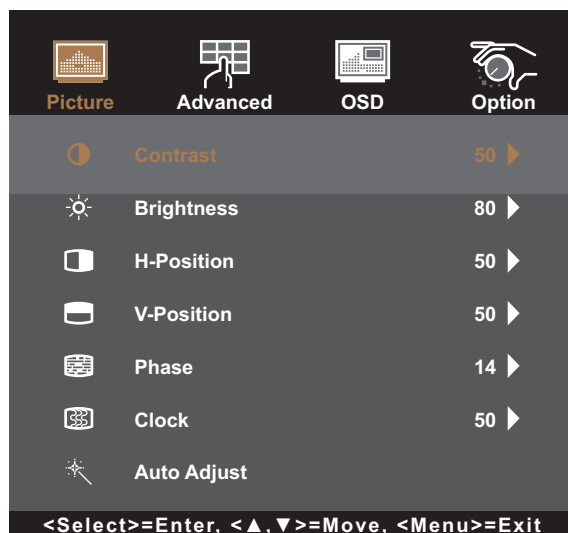 Picture Advanced OSD Option
Contrast 50
Brightness 80
H-Position 50
V-Position 50
Phase 14
Clock 50
Auto Adjust
<Select>=Enter, <▲,▼>=Move, <Menu>=Exit